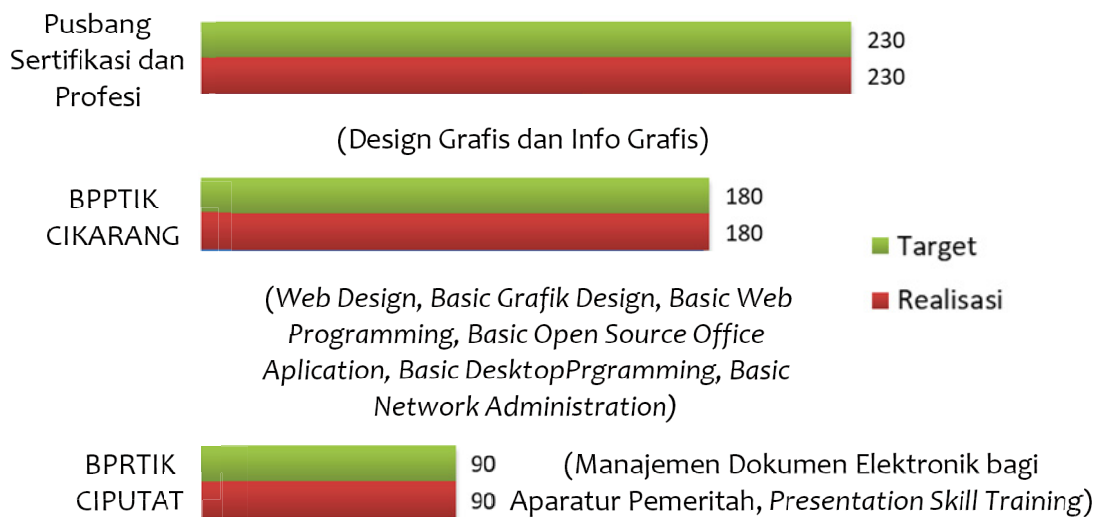 Pusbang
Sertifikasi dan
Profesi
230
230
(Design Grafis dan Info Grafis)
BPPTIK
CIKARANG
180
180
Target
Realisasi
(Web Design, Basic Grafik Design, Basic Web
Programming, Basic Open Source Office
Aplication, Basic DesktopPrgramming, Basic
Network Administration)
BPRTIK
CIPUTAT
90
90
(Manajemen Dokumen Elektronik bagi
Aparatur Pemeritah, Presentation Skill Training)